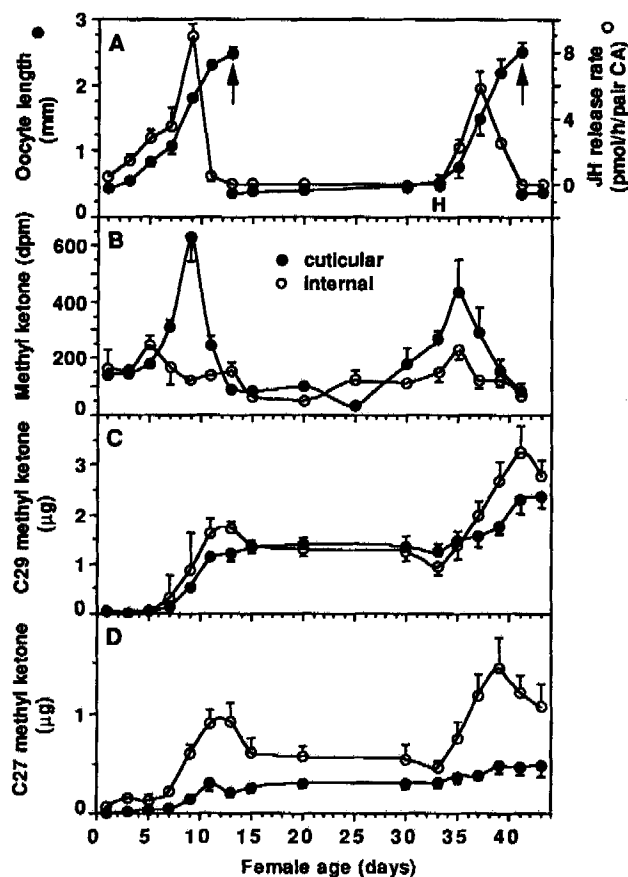 Oocyte length ●
(mm)
3
2
1
0
A
H
JH release rate ○
(pmol/h/pair CA)
8
4
0
Methyl ketone (dpm)
600
400
200
0
B
cuticular
internal
C29 methyl ketone
(µg)
3
2
1
0
C
C27 methyl ketone
(µg)
1
0
D
0 5 10 15 20 25 30 35 40
Female age (days)